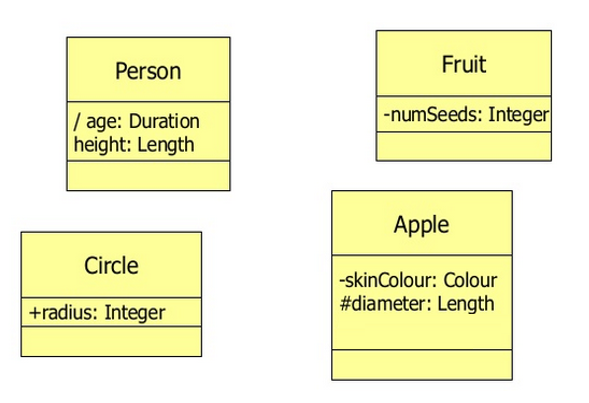 Person
/ age: Duration
height: Length
Fruit
-numSeeds: Integer
Circle
+radius: Integer
Apple
-skinColour: Colour
#diameter: Length